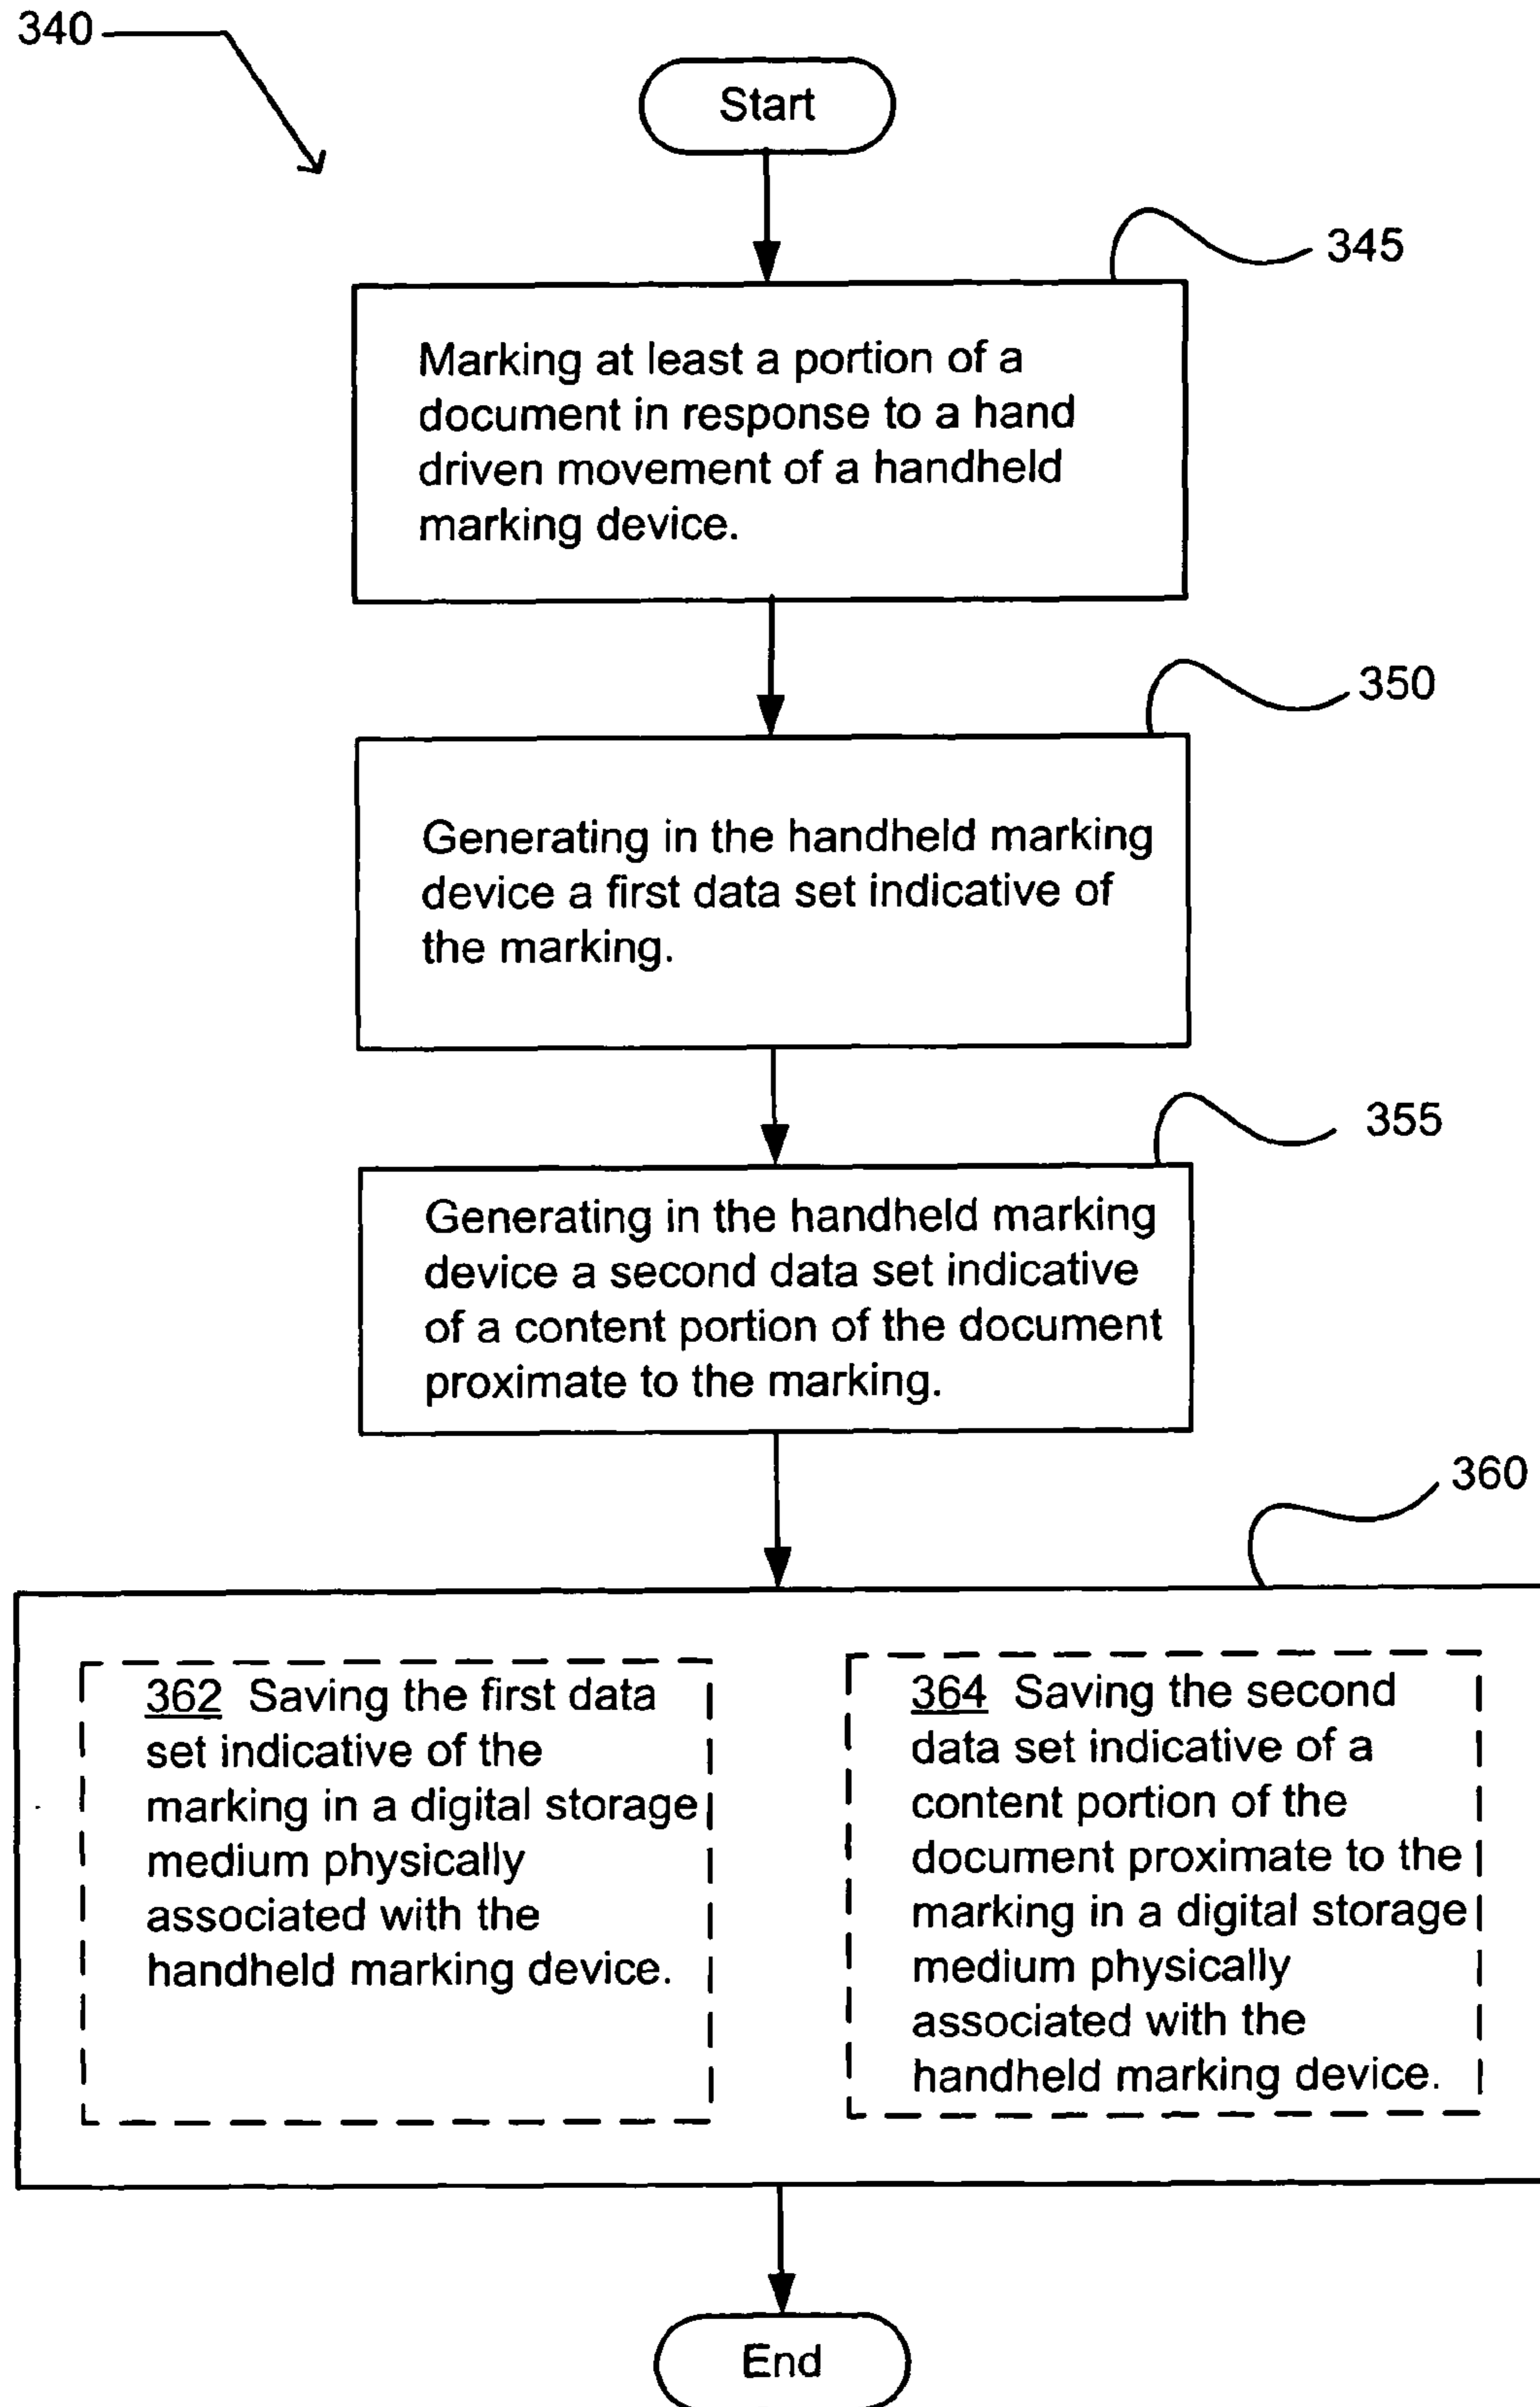 340
Start
345
Marking at least a portion of a
document in response to a hand
driven movement of a handheld
marking device.
350
Generating in the handheld marking
device a first data set indicative of
the marking.
355
Generating in the handheld marking
device a second data set indicative
of a content portion of the document
proximate to the marking.
360
362 Saving the first data
set indicative of the
marking in a digital storage
medium physically
associated with the
handheld marking device.
364 Saving the second
data set indicative of a
content portion of the
document proximate to the
marking in a digital storage
medium physically
associated with the
handheld marking device.
End